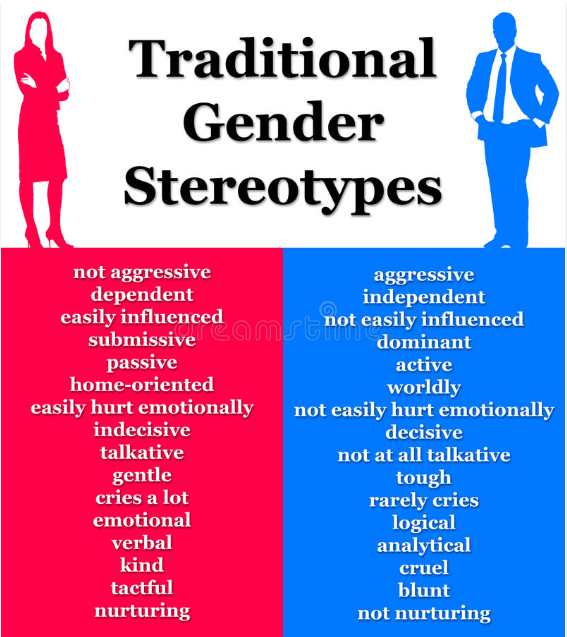 Traditional
Gender
Stereotypes
not aggressive
dependent
easily influenced
submissive
passive
home-oriented
easily hurt emotionally
indecisive
talkative
gentle
cries a lot
emotional
verbal
kind
tactful
nurturing
aggressive
independent
not easily influenced
dominant
active
worldly
not easily hurt emotionally
decisive
not at all talkative
tough
rarely cries
logical
analytical
cruel
blunt
not nurturing
dreamstime